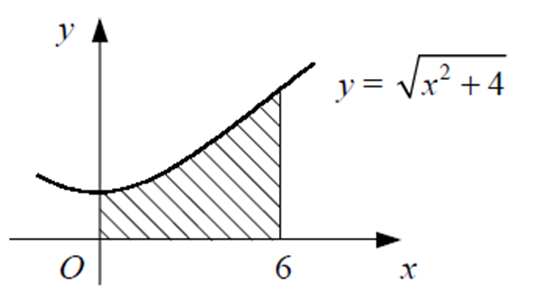 y
y = √(x² + 4)
O
6
x